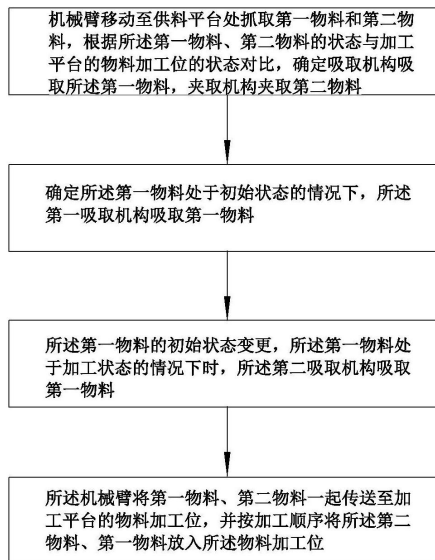 机械臂移动至供料平台处抓取第一物料和第二物
料，根据所述第一物料、第二物料的状态与加工
平台的物料加工位的状态对比，确定吸取机构吸
取所述第一物料，夹取机构夹取第二物料
确定所述第一物料处于初始状态的情况下，所述
第一吸取机构吸取第一物料
所述第一物料的初始状态变更，所述第一物料处
于加工状态的情况下时，所述第二吸取机构吸取
第一物料
所述机械臂将第一物料、第二物料一起传送至加
工平台的物料加工位，并按加工顺序将所述第二
物料、第一物料放入所述物料加工位